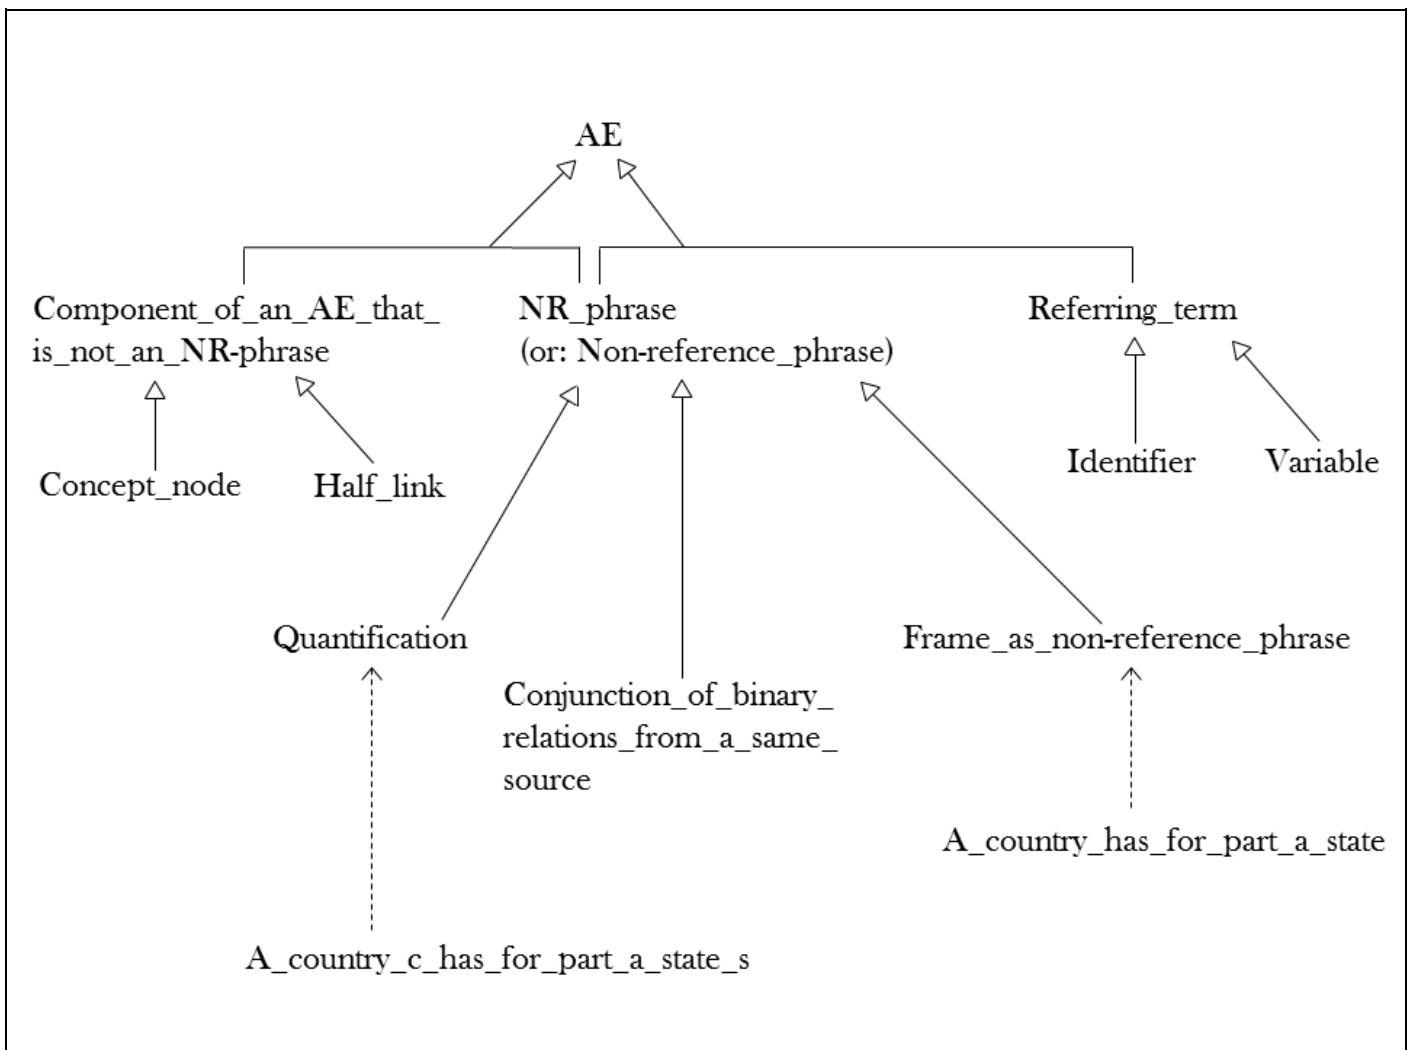 AE
Component_of_an_AE_that_
is_not_an_NR-phrase
NR_phrase
(or: Non-reference_phrase)
Referring_term
Concept_node
Half_link
Identifier
Variable
Quantification
Conjunction_of_binary_
relations_from_a_same_
source
Frame_as_non-reference_phrase
A_country_has_for_part_a_state
A_country_c_has_for_part_a_state_s